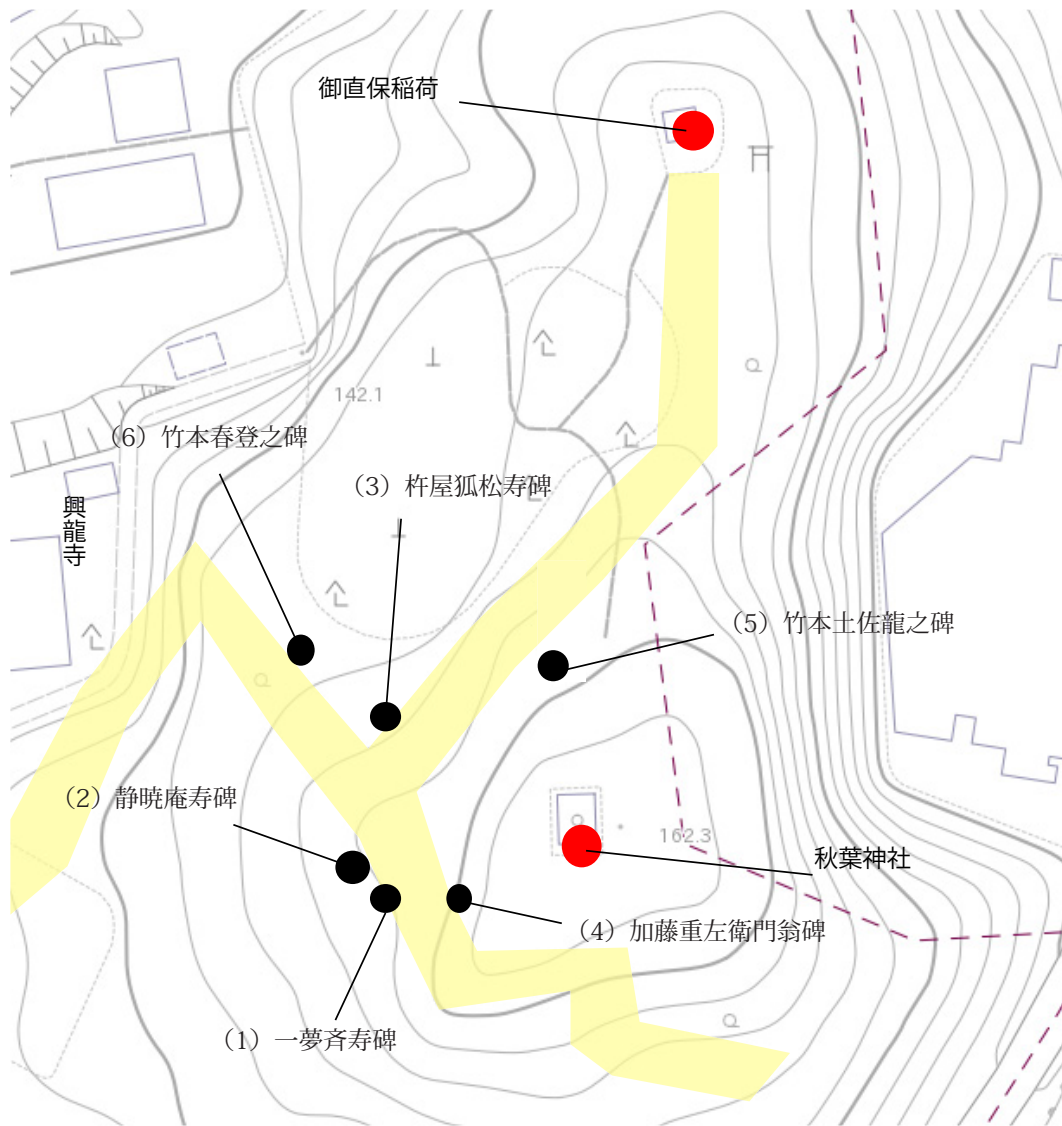 御直保稲荷
142.1
（6）竹本春登之碑
（3）杵屋狐松寿碑
興龍寺
（5）竹本土佐龍之碑
（2）静暁庵寿碑
162.3
秋葉神社
（4）加藤重左衛門翁碑
（1）一夢斉寿碑